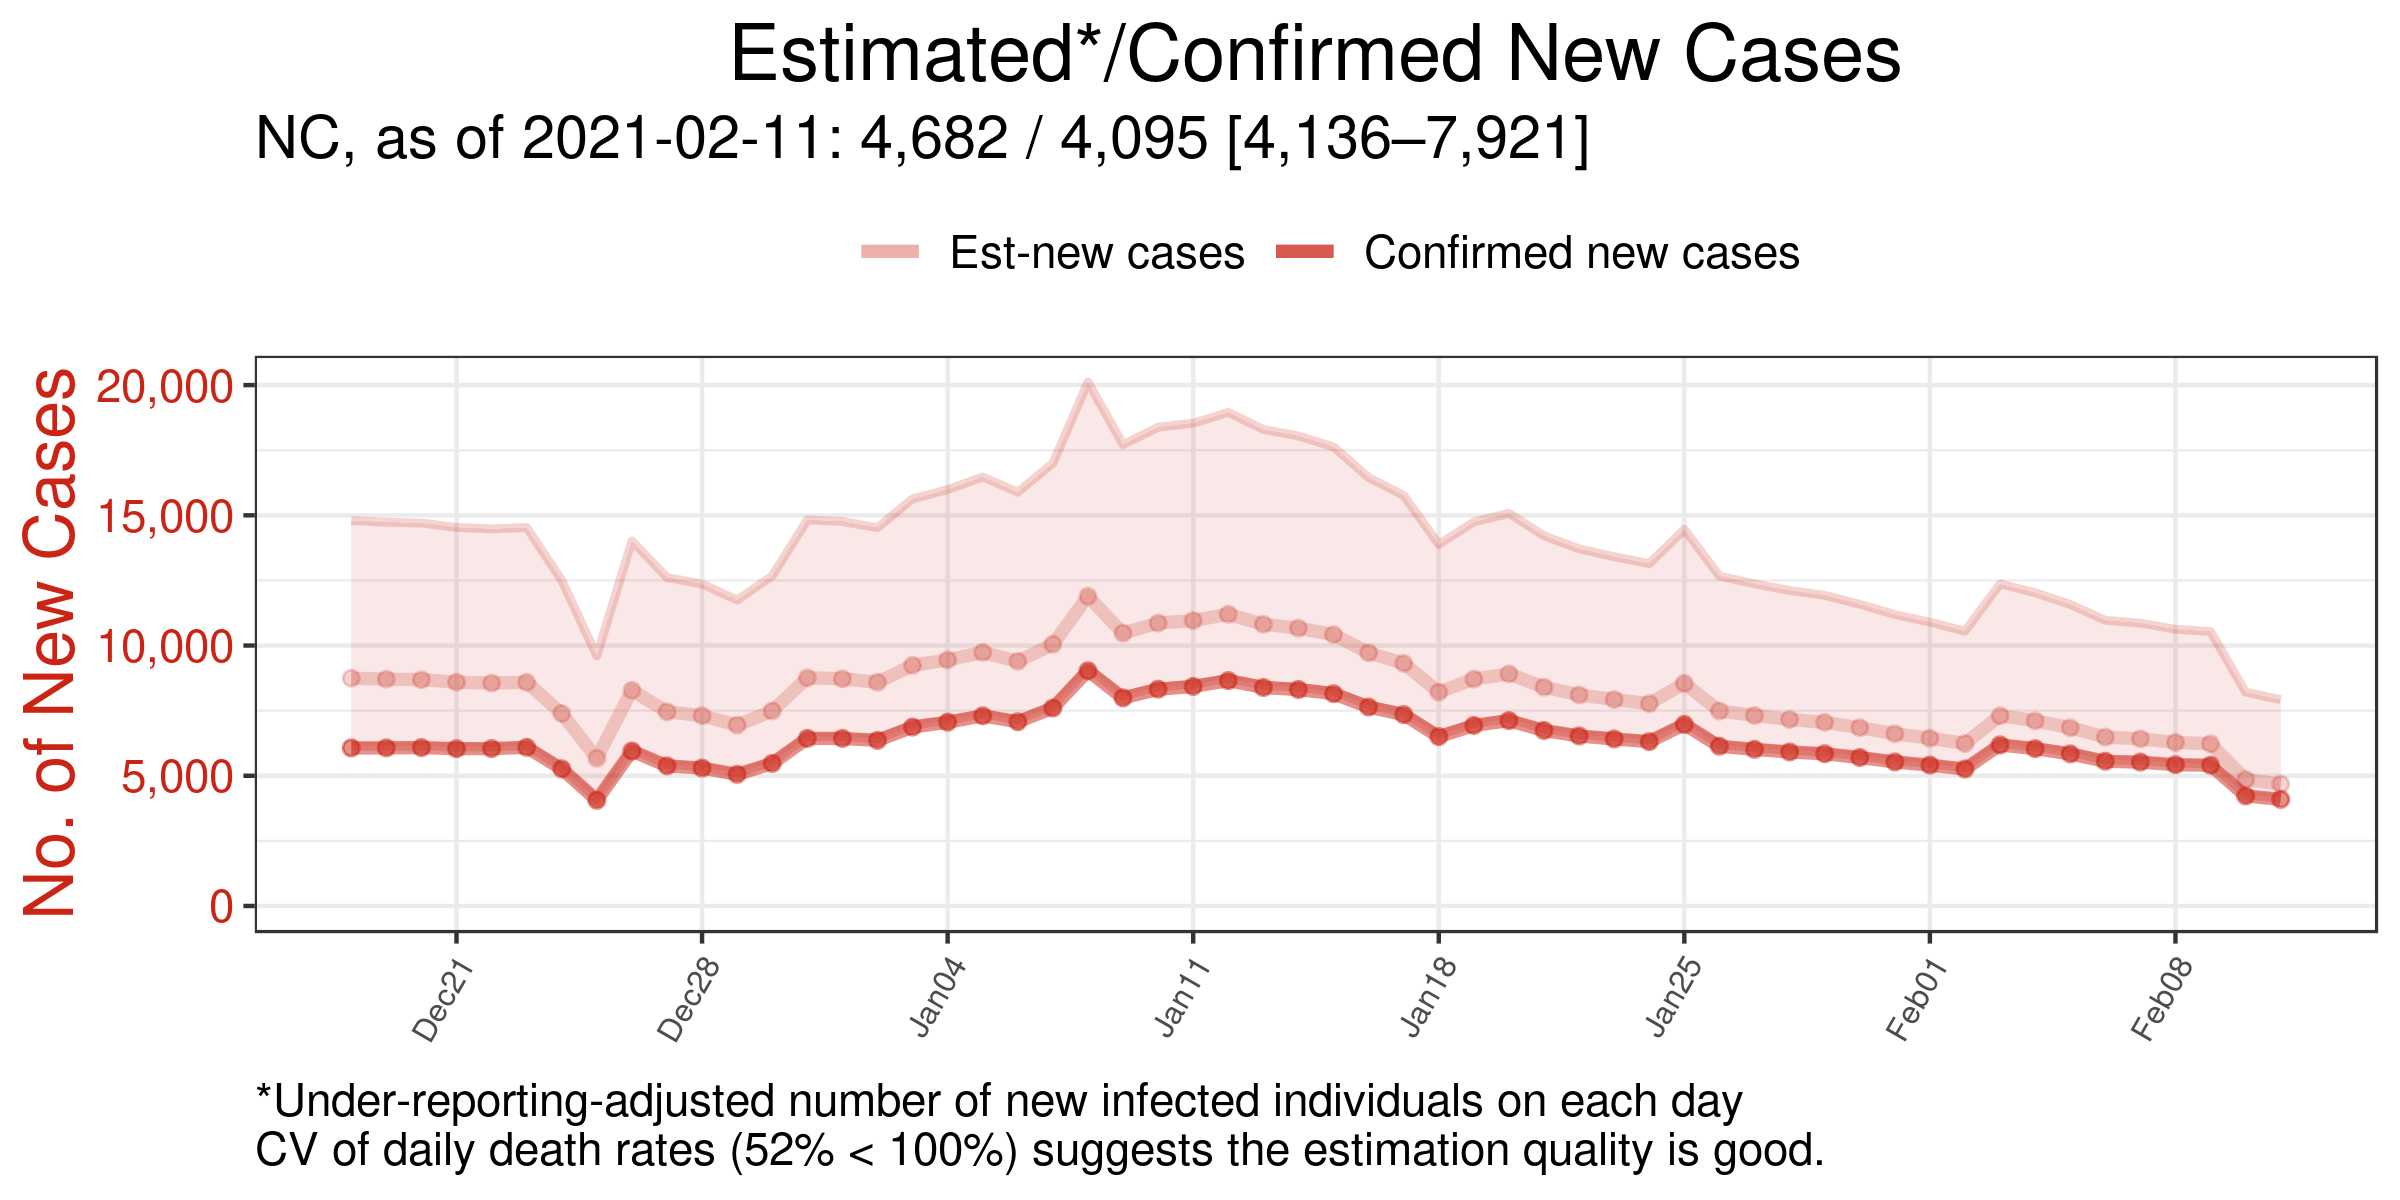 Estimated*/Confirmed New Cases
NC, as of 2021-02-11: 4,682 / 4,095 [4,136–7,921]
Est-new cases
Confirmed new cases
No. of New Cases
20,000
15,000
10,000
5,000
0
Dec21
Dec28
Jan04
Jan11
Jan18
Jan25
Feb01
Feb08
*Under-reporting-adjusted number of new infected individuals on each day
CV of daily death rates (52% < 100%) suggests the estimation quality is good.